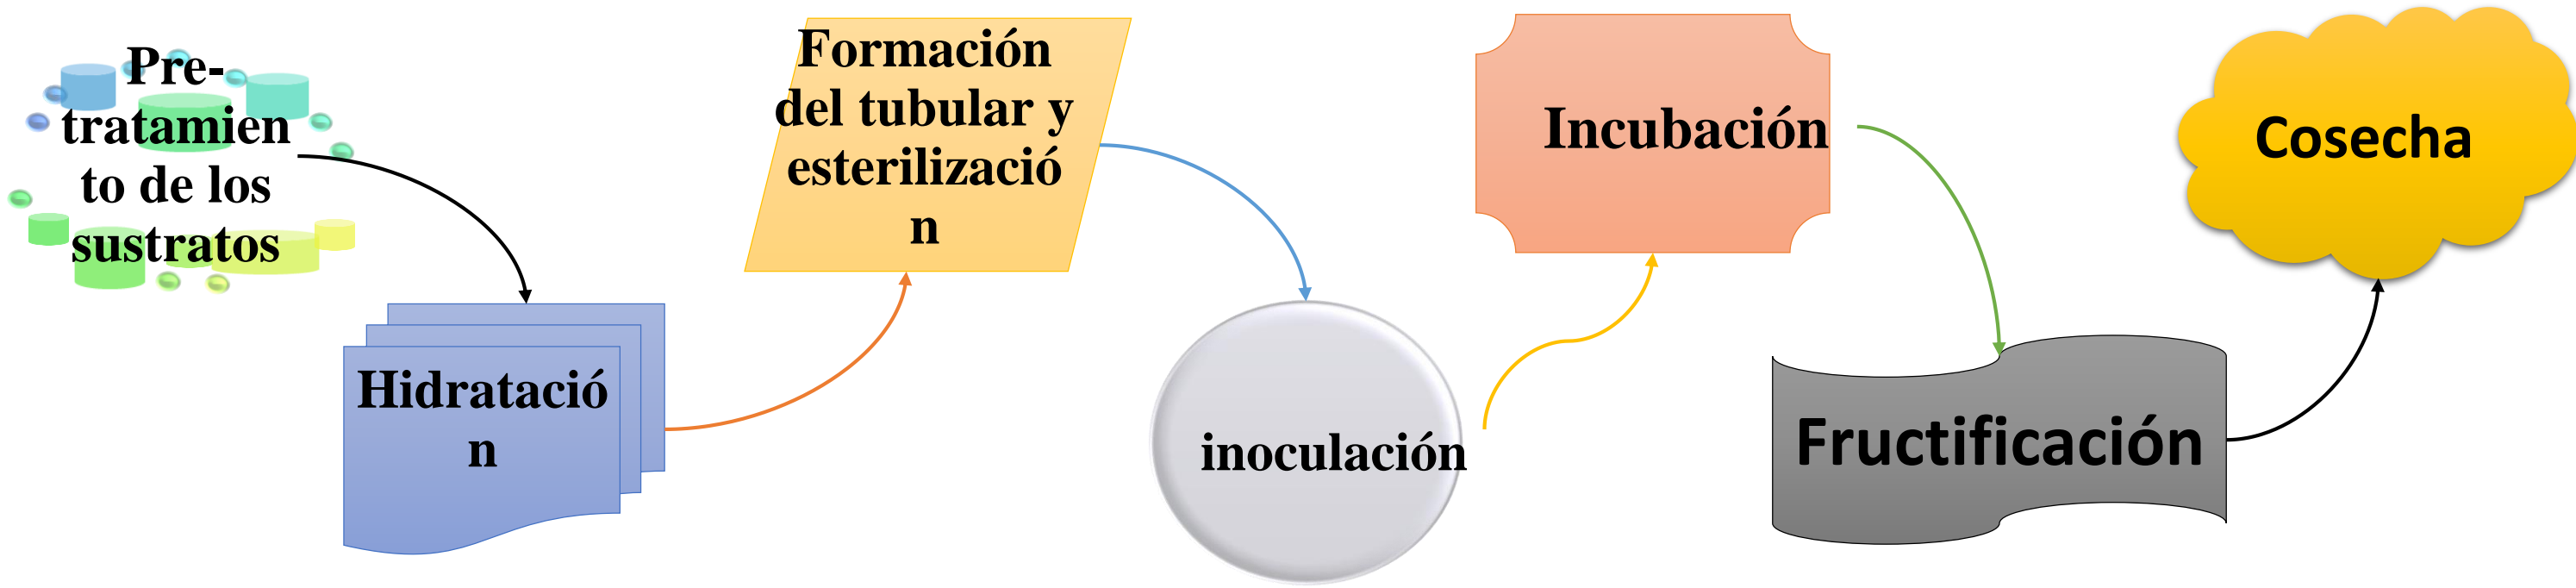 Pre-
tratamien
to de los
sustratos
Hidratació
n
Formación
del tubular y
esterilizació
n
inoculación
Incubación
Fructificación
Cosecha